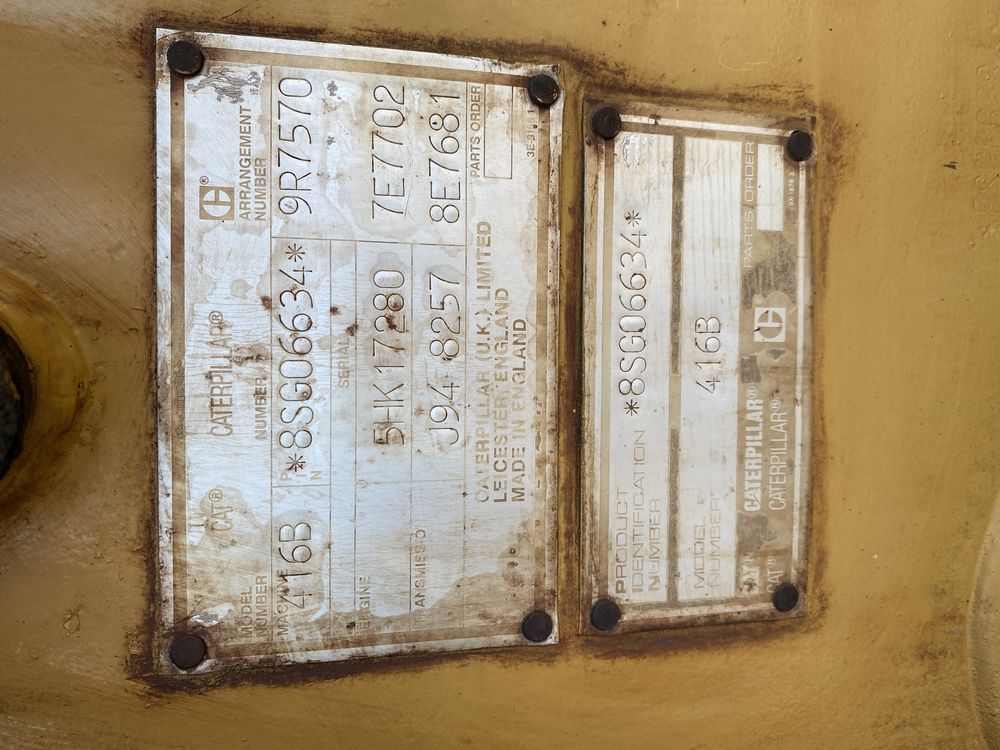 CAT® CATERPILLAR®
MODEL NUMBER NUMBER ARRANGEMENT NUMBER
MACHINE 416B PIN *8SG06634* 9R7570
SERIAL
ENGINE 5HK17280 7E7702
J94 8257 8E7681
CATERPILLAR (U.K.) LIMITED PARTS ORDER
LEICESTER ENGLAND
MADE IN ENGLAND
PRODUCT
IDENTIFICATION *8SG06634*
NUMBER
MODEL 416B
NUMBER
PARTS ORDER
CAT® CATERPILLAR®
CAT® CATERPILLAR®